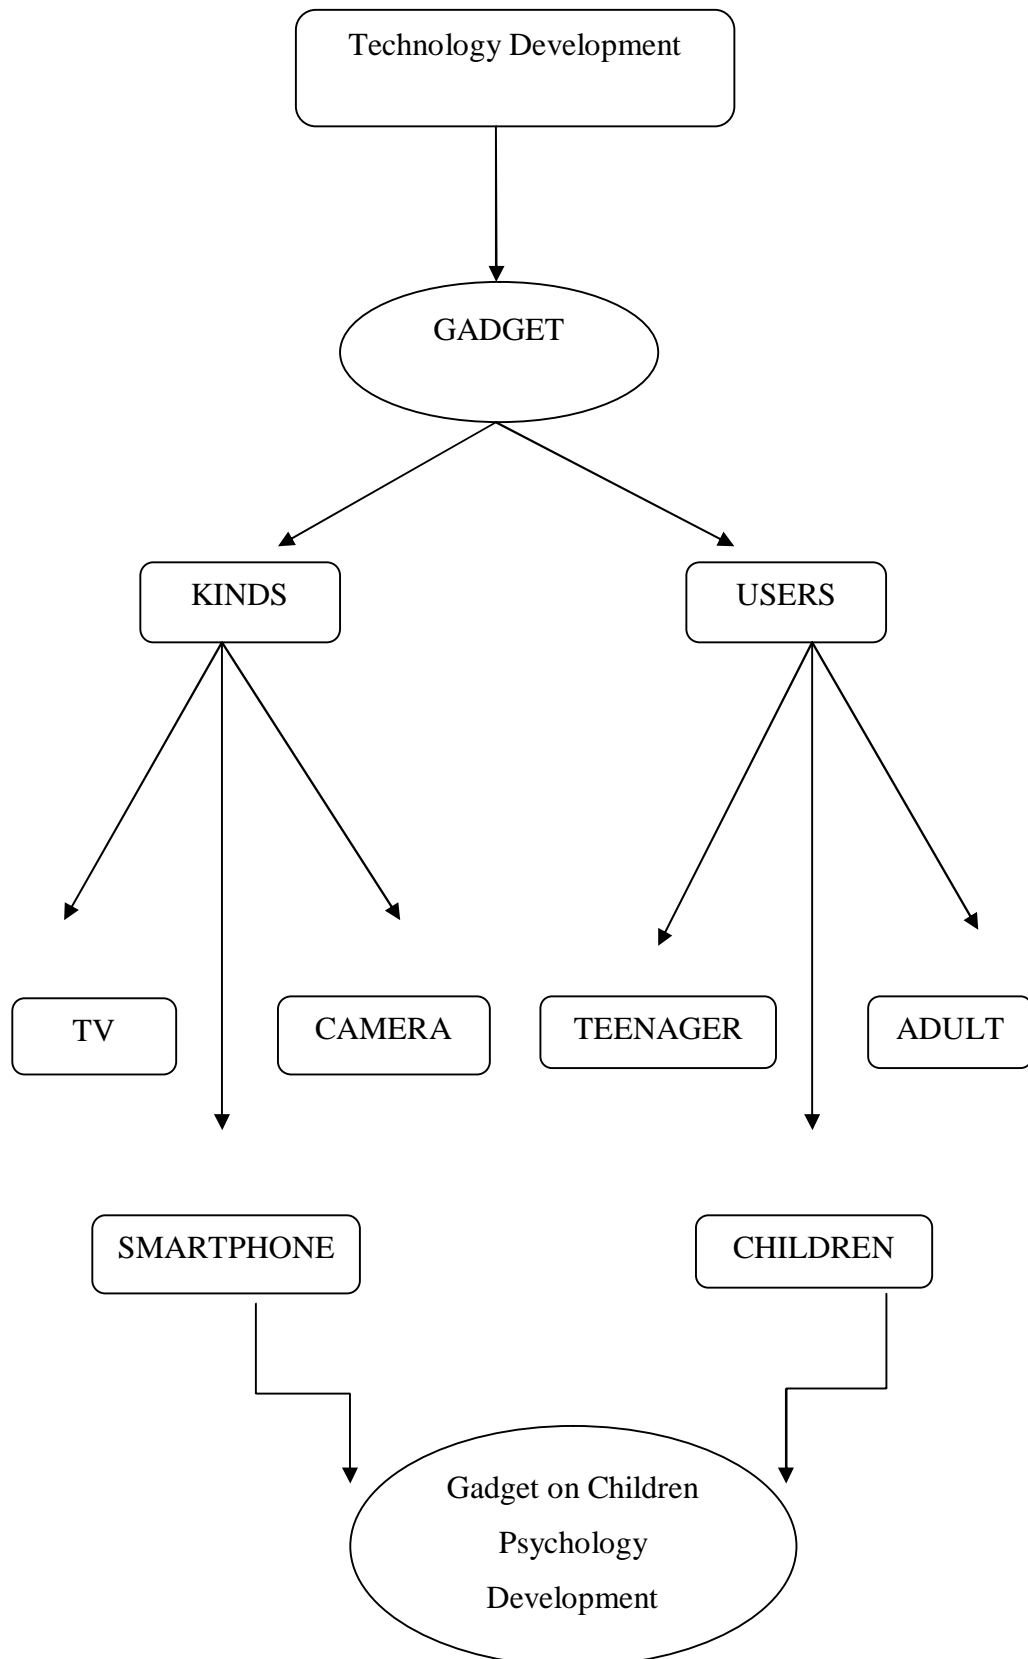 Technology Development
GADGET
KINDS
USERS
TV
CAMERA
TEENAGER
ADULT
SMARTPHONE
CHILDREN
Gadget on Children
Psychology
Development